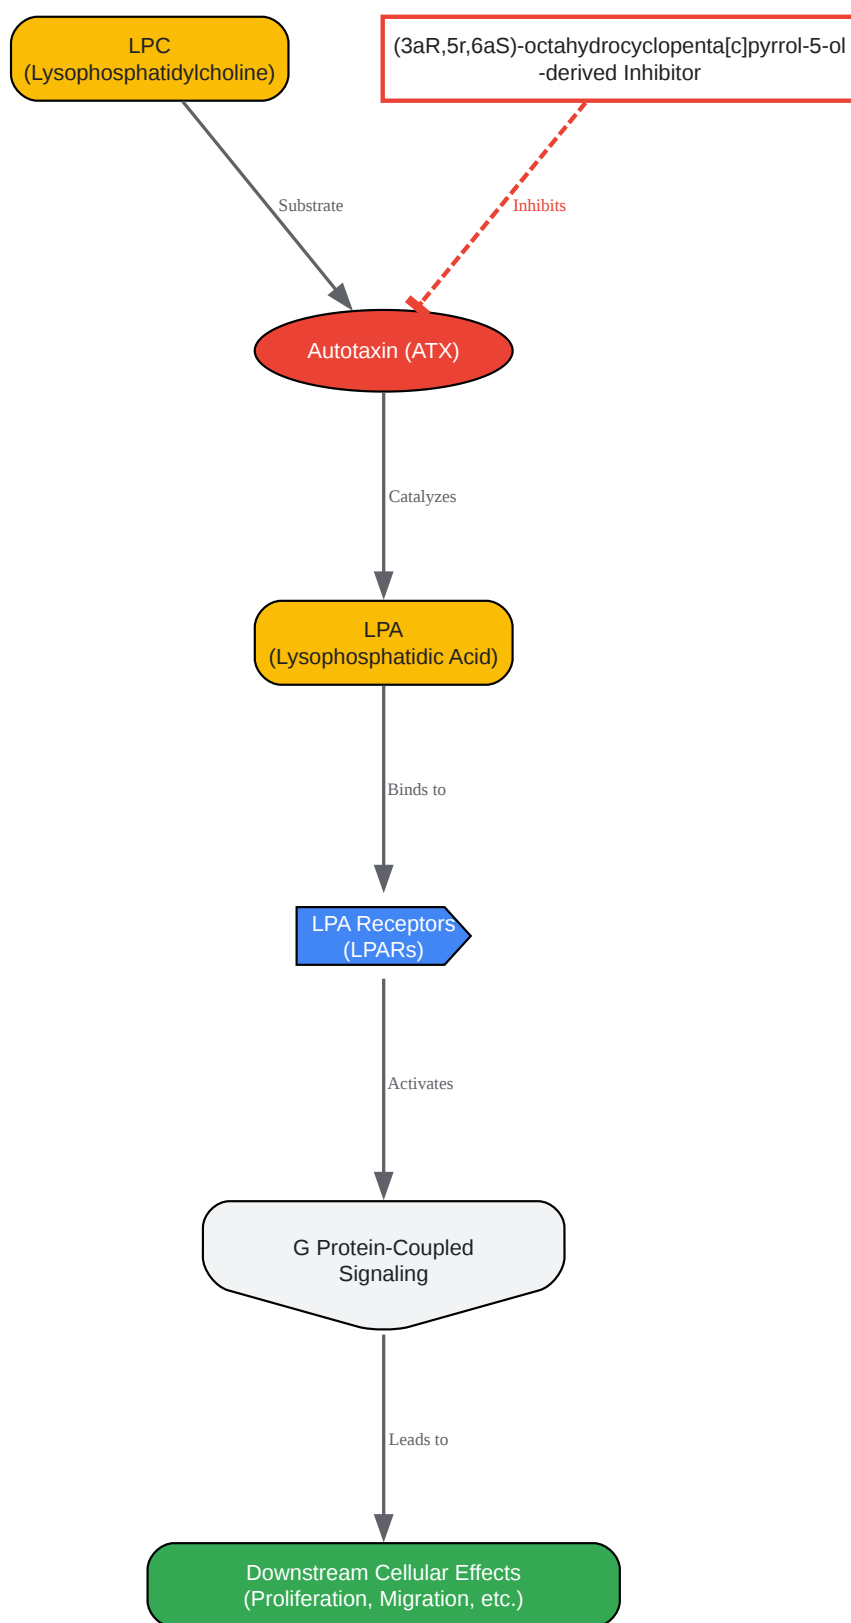 LPC
(Lysophosphatidylcholine)
(3aR,5r,6aS)-octahydrocyclopenta[c]pyrrol-5-ol
-derived Inhibitor
Substrate
Inhibits
Autotaxin (ATX)
Catalyzes
LPA
(Lysophosphatidic Acid)
Binds to
LPA Receptors
(LPARs)
Activates
G Protein-Coupled
Signaling
Leads to
Downstream Cellular Effects
(Proliferation, Migration, etc.)